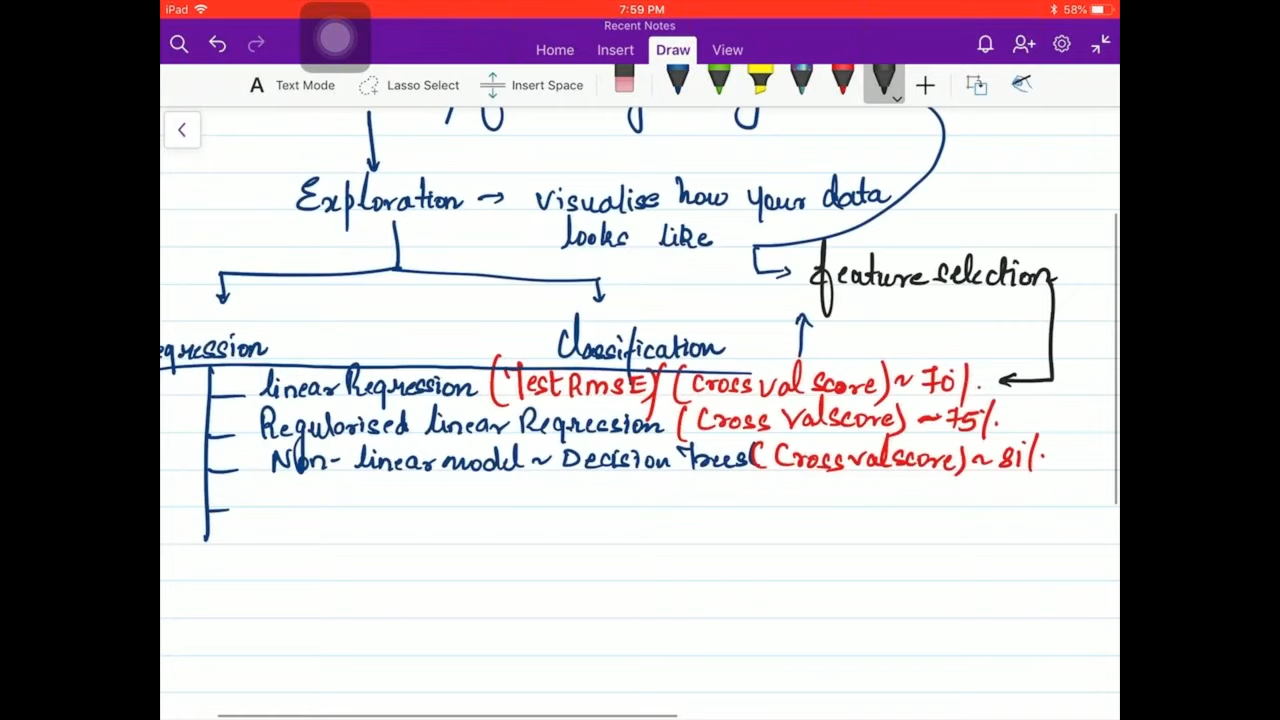 iPad 7:59 PM 58%
Recent Notes
Home Insert Draw View
A Text Mode Lasso Select Insert Space
Exploration → visualise how your data
looks like
feature selection
egression Classification
linear Regression (Test RmsE) (Cross val score) ~ 70%.
Regularised linear Regression (Cross Valscore) ~ 75%.
Non-linear model ~ Decision Trees (Cross val score) ~ 81%.